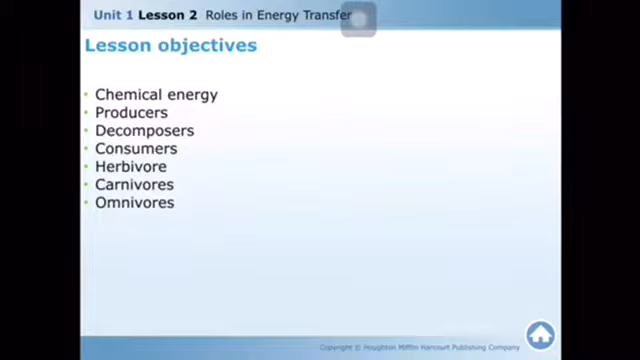 Unit 1 Lesson 2 Roles in Energy Transfer
Lesson objectives
• Chemical energy
• Producers
• Decomposers
• Consumers
• Herbivore
• Carnivores
• Omnivores
Copyright © Houghton Mifflin Harcourt Publishing Company